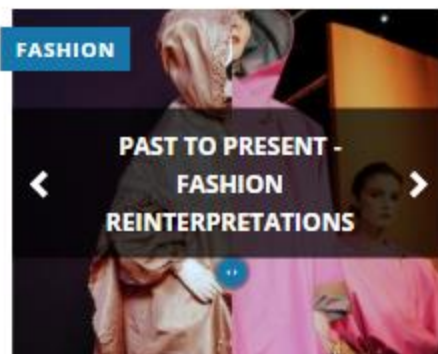 FASHION
PAST TO PRESENT -
FASHION
REINTERPRETATIONS